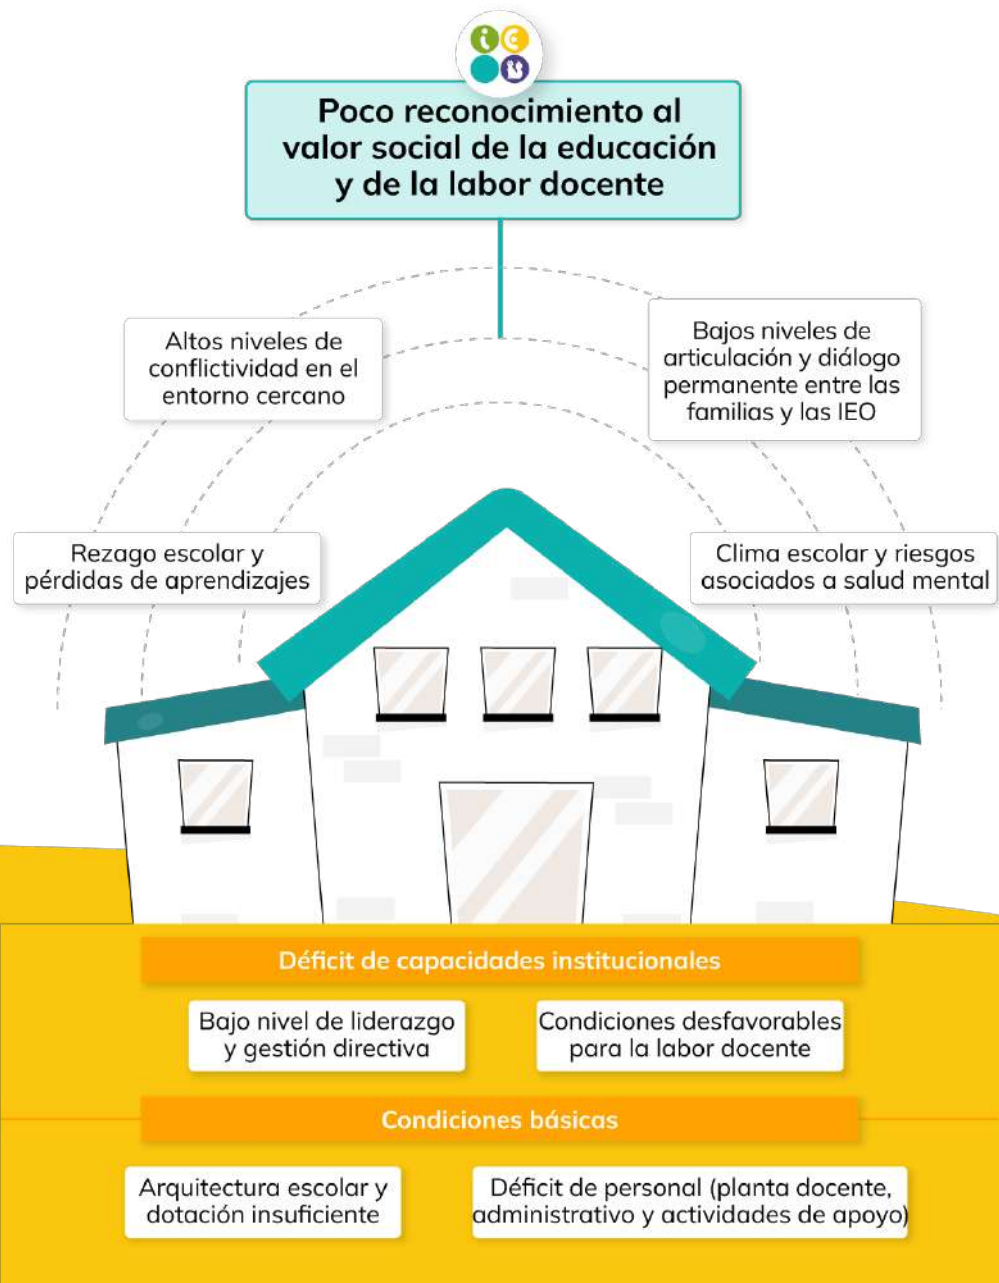 Poco reconocimiento al
valor social de la educación
y de la labor docente
Altos niveles de
conflictividad en el
entorno cercano
Bajos niveles de
articulación y diálogo
permanente entre las
familias y las IEO
Rezago escolar y
pérdidas de aprendizajes
Clima escolar y riesgos
asociados a salud mental
Déficit de capacidades institucionales
Bajo nivel de liderazgo
y gestión directiva
Condiciones desfavorables
para la labor docente
Condiciones básicas
Arquitectura escolar y
dotación insuficiente
Déficit de personal (planta docente,
administrativo y actividades de apoyo)